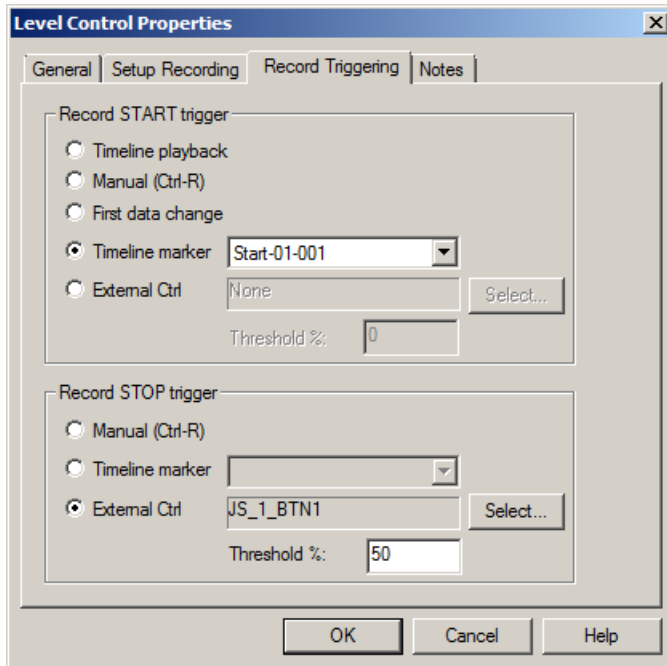 Level Control Properties
General Setup Recording Record Triggering Notes
Record START trigger
Timeline playback
Manual (Ctrl-R)
First data change
Timeline marker Start-01-001
External Ctrl None Select...
Threshold %: 0
Record STOP trigger
Manual (Ctrl-R)
Timeline marker
External Ctrl JS_1_BTN1 Select...
Threshold %: 50
OK Cancel Help